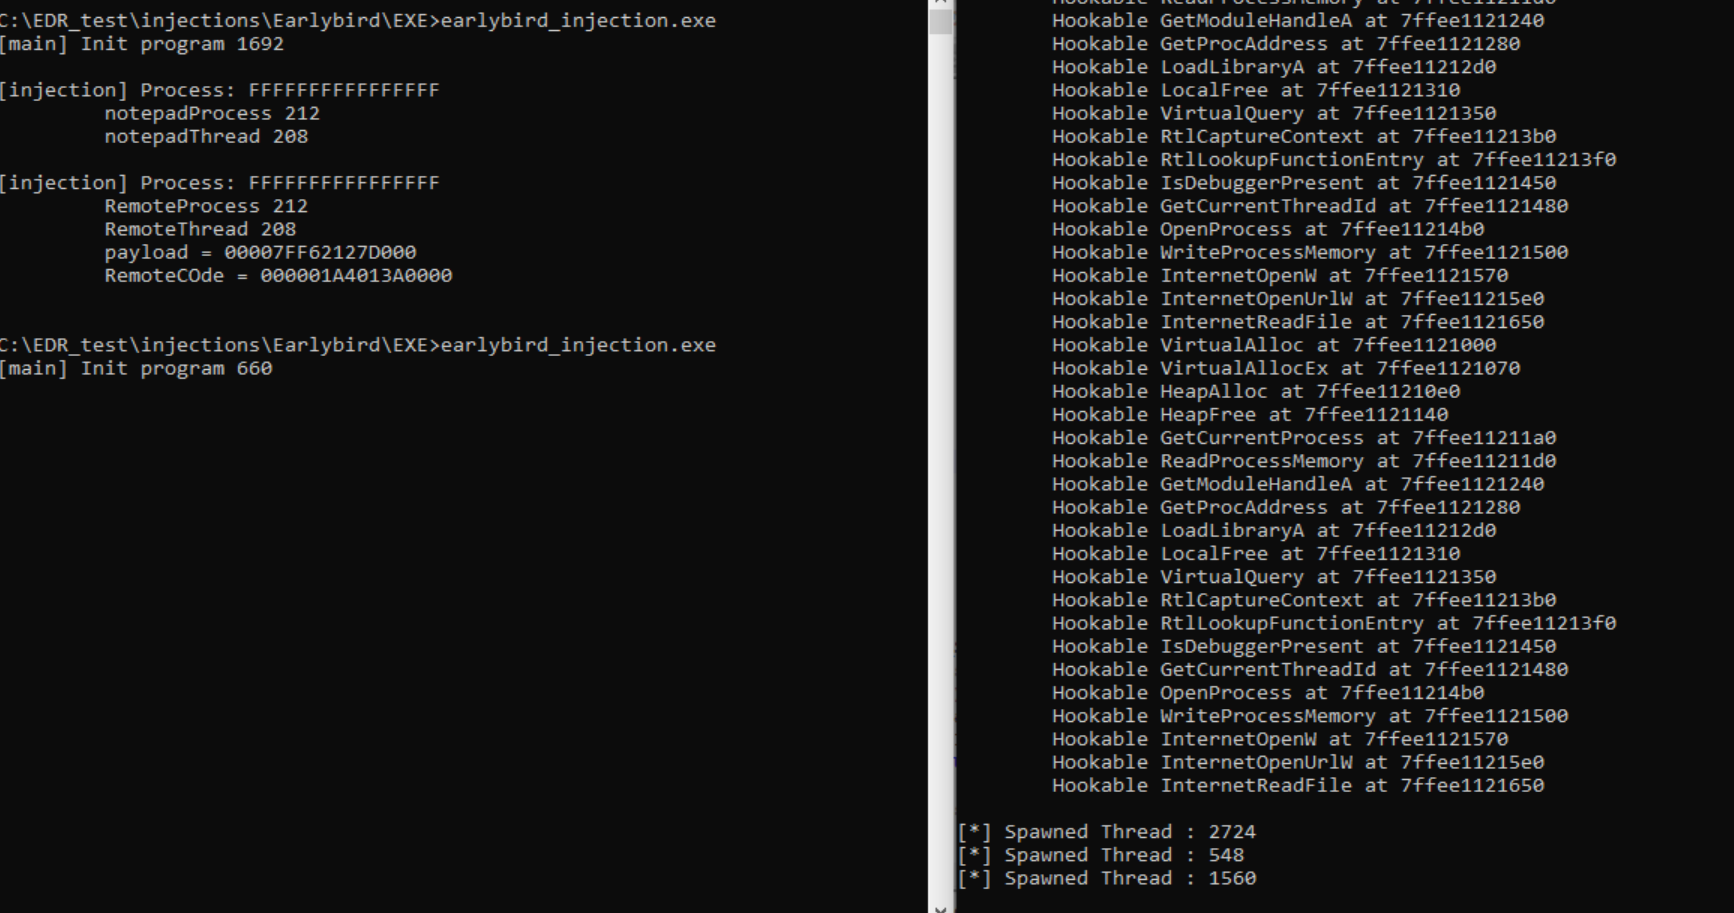 C:\EDR_test\injections\Earlybird\EXE>earlybird_injection.exe
[main] Init program 1692
[injection] Process: FFFFFFFFFFFFFFFF
notepadProcess 212
notepadThread 208
[injection] Process: FFFFFFFFFFFFFFFF
RemoteProcess 212
RemoteThread 208
payload = 00007FF62127D000
RemoteCOde = 000001A4013A0000
C:\EDR_test\injections\Earlybird\EXE>earlybird_injection.exe
[main] Init program 660
Hookable ReadProcessMemory at 7ffee11211d0
Hookable GetModuleHandleA at 7ffee1121240
Hookable GetProcAddress at 7ffee1121280
Hookable LoadLibraryA at 7ffee11212d0
Hookable LocalFree at 7ffee1121310
Hookable VirtualQuery at 7ffee1121350
Hookable RtlCaptureContext at 7ffee11213b0
Hookable RtlLookupFunctionEntry at 7ffee11213f0
Hookable IsDebuggerPresent at 7ffee1121450
Hookable GetCurrentThreadId at 7ffee1121480
Hookable OpenProcess at 7ffee11214b0
Hookable WriteProcessMemory at 7ffee1121500
Hookable InternetOpenW at 7ffee1121570
Hookable InternetOpenUrlW at 7ffee11215e0
Hookable InternetReadFile at 7ffee1121650
Hookable VirtualAlloc at 7ffee1121000
Hookable VirtualAllocEx at 7ffee1121070
Hookable HeapAlloc at 7ffee11210e0
Hookable HeapFree at 7ffee1121140
Hookable GetCurrentProcess at 7ffee11211a0
Hookable ReadProcessMemory at 7ffee11211d0
Hookable GetModuleHandleA at 7ffee1121240
Hookable GetProcAddress at 7ffee1121280
Hookable LoadLibraryA at 7ffee11212d0
Hookable LocalFree at 7ffee1121310
Hookable VirtualQuery at 7ffee1121350
Hookable RtlCaptureContext at 7ffee11213b0
Hookable RtlLookupFunctionEntry at 7ffee11213f0
Hookable IsDebuggerPresent at 7ffee1121450
Hookable GetCurrentThreadId at 7ffee1121480
Hookable OpenProcess at 7ffee11214b0
Hookable WriteProcessMemory at 7ffee1121500
Hookable InternetOpenW at 7ffee1121570
Hookable InternetOpenUrlW at 7ffee11215e0
Hookable InternetReadFile at 7ffee1121650
[*] Spawned Thread : 2724
[*] Spawned Thread : 548
[*] Spawned Thread : 1560